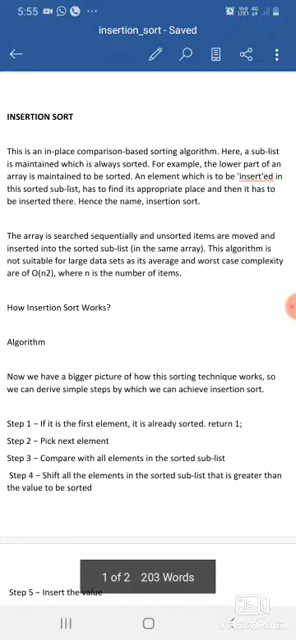 5:55
insertion_sort - Saved
INSERTION SORT
This is an in-place comparison-based sorting algorithm. Here, a sub-list
is maintained which is always sorted. For example, the lower part of an
array is maintained to be sorted. An element which is to be 'insert'ed in
this sorted sub-list, has to find its appropriate place and then it has to
be inserted there. Hence the name, insertion sort.
The array is searched sequentially and unsorted items are moved and
inserted into the sorted sub-list (in the same array). This algorithm is
not suitable for large data sets as its average and worst case complexity
are of Ο(n2), where n is the number of items.
How Insertion Sort Works?
Algorithm
Now we have a bigger picture of how this sorting technique works, so
we can derive simple steps by which we can achieve insertion sort.
Step 1 − If it is the first element, it is already sorted. return 1;
Step 2 − Pick next element
Step 3 − Compare with all elements in the sorted sub-list
Step 4 − Shift all the elements in the sorted sub-list that is greater than
the value to be sorted
1 of 2 203 Words
Step 5 − Insert the value